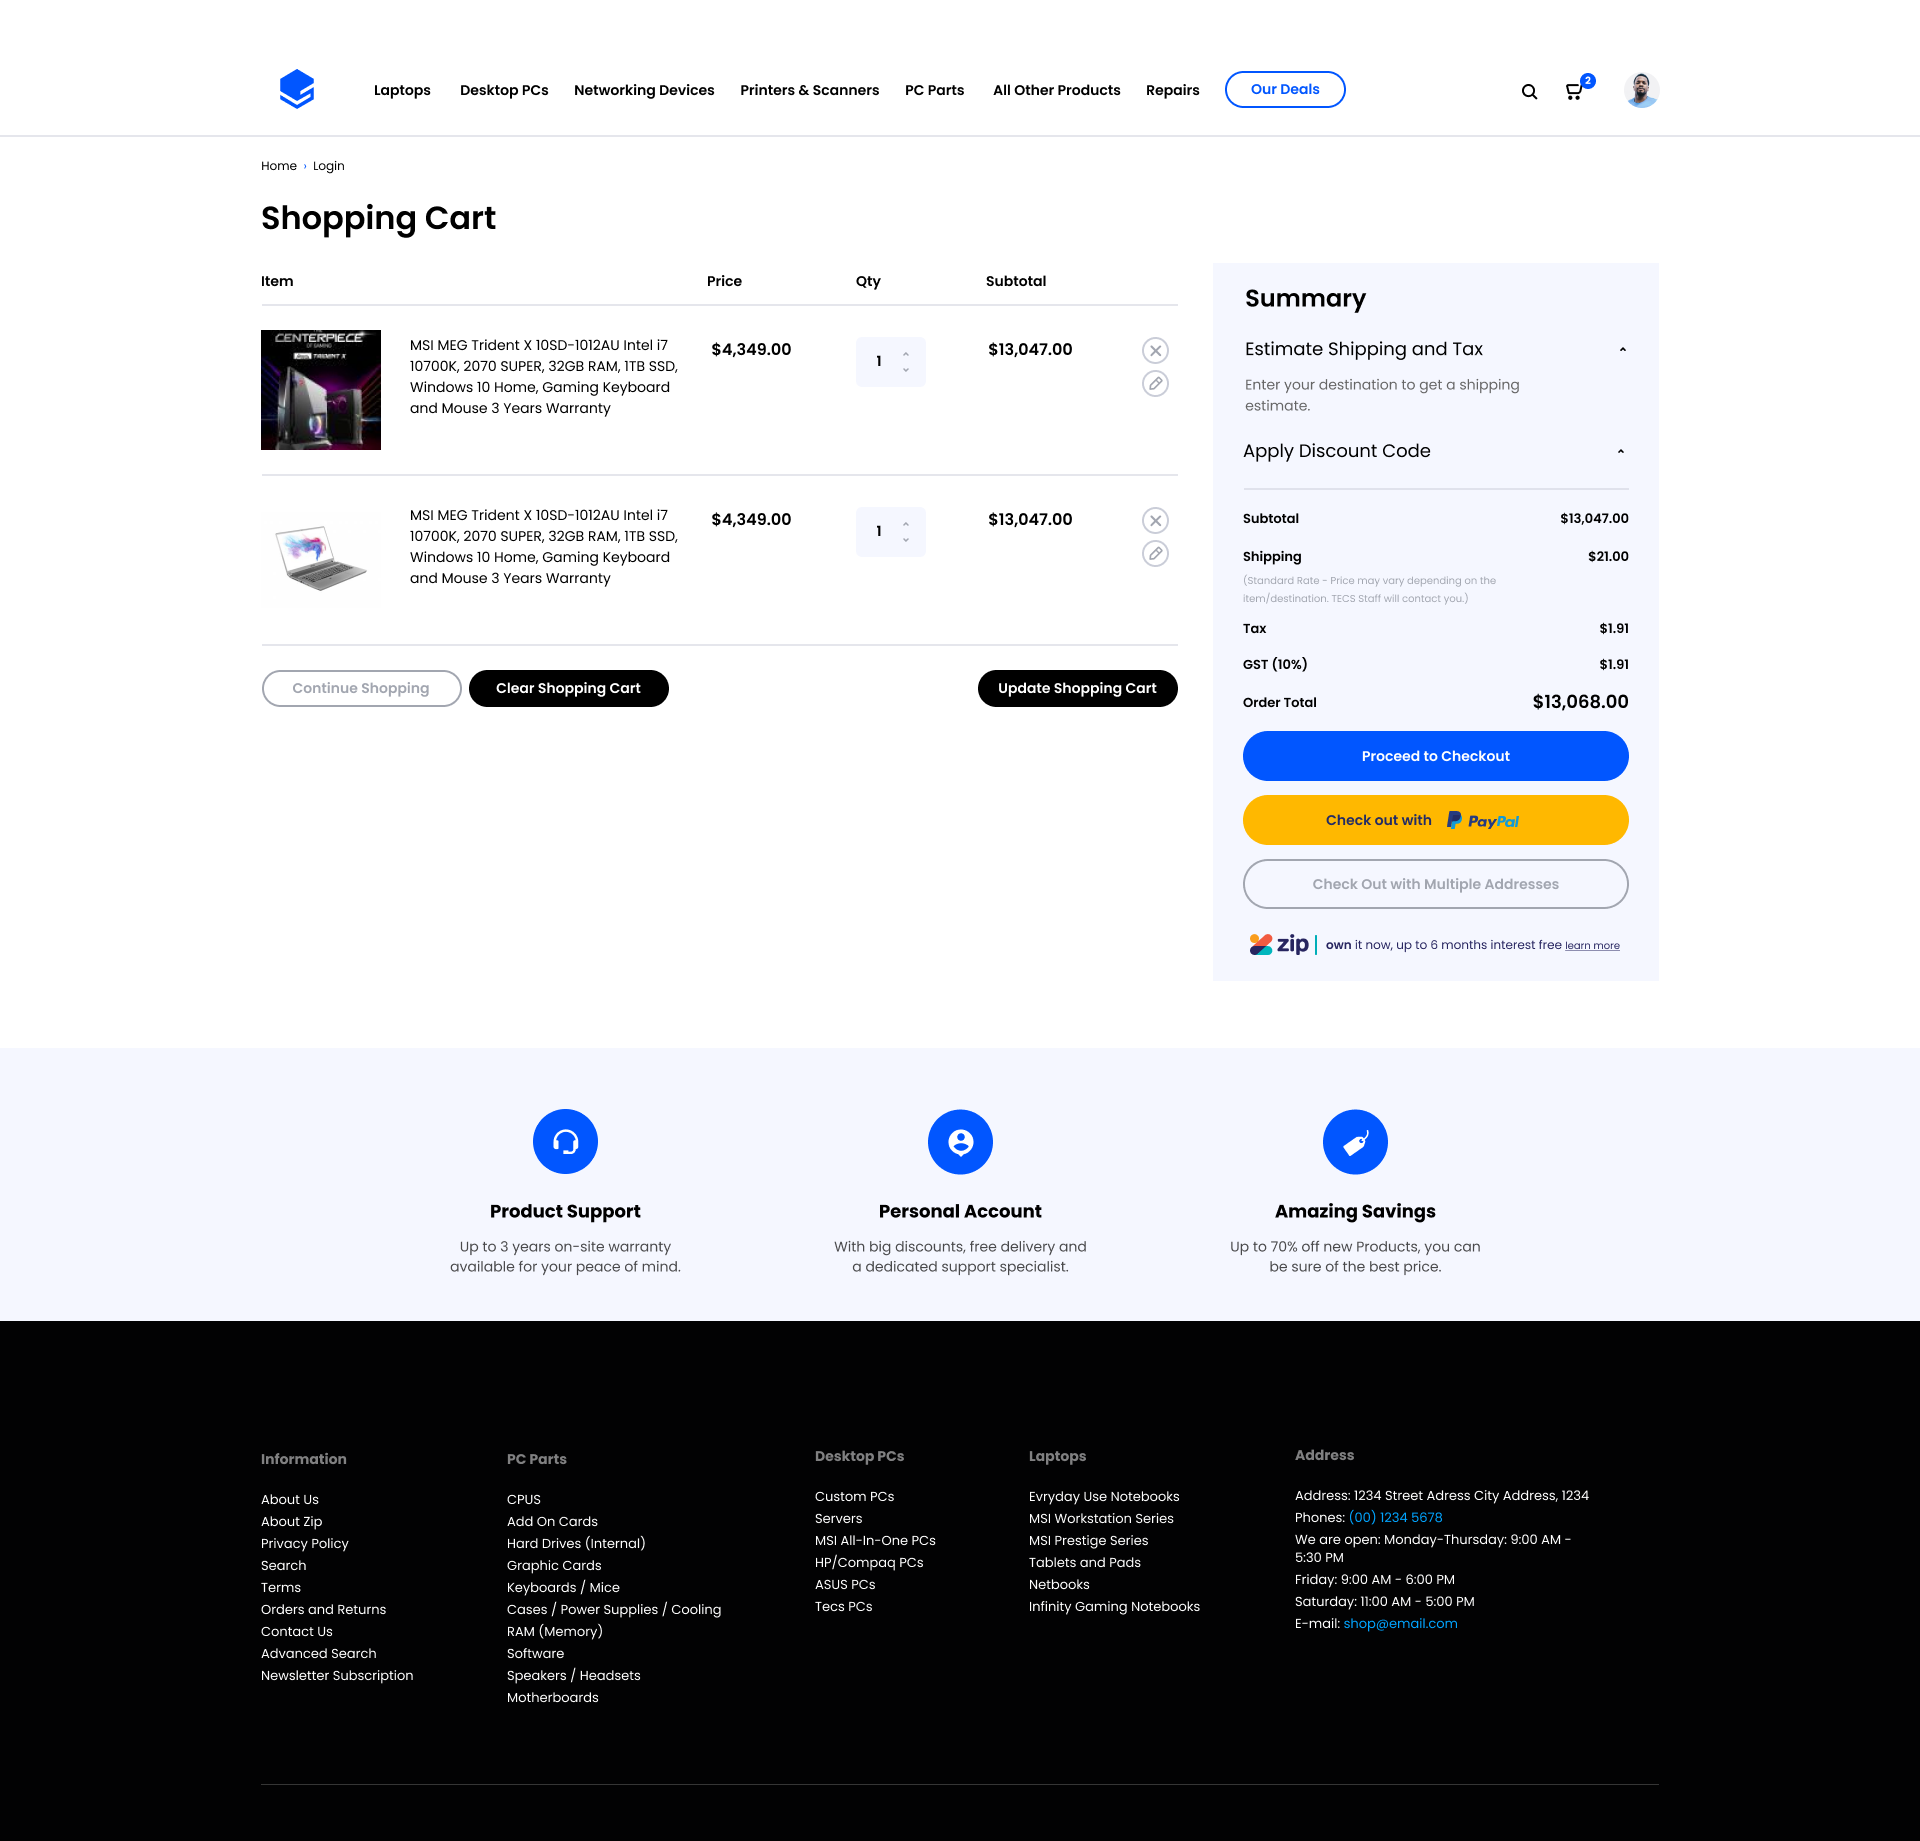 Laptops
Desktop PCs
Networking Devices
Printers & Scanners
PC Parts
All Other Products
Repairs
Our Deals
2
Home › Login
Shopping Cart
Item
Price
Qty
Subtotal
CENTERPIECE
OF GAMING
TRIDENT X
MSI MEG Trident X 10SD-1012AU Intel i7
10700K, 2070 SUPER, 32GB RAM, 1TB SSD,
Windows 10 Home, Gaming Keyboard
and Mouse 3 Years Warranty
$4,349.00
1
$13,047.00
MSI MEG Trident X 10SD-1012AU Intel i7
10700K, 2070 SUPER, 32GB RAM, 1TB SSD,
Windows 10 Home, Gaming Keyboard
and Mouse 3 Years Warranty
$4,349.00
1
$13,047.00
Continue Shopping
Clear Shopping Cart
Update Shopping Cart
Summary
Estimate Shipping and Tax
Enter your destination to get a shipping
estimate.
Apply Discount Code
Subtotal $13,047.00
Shipping $21.00
(Standard Rate - Price may vary depending on the
item/destination. TECS Staff will contact you.)
Tax $1.91
GST (10%) $1.91
Order Total $13,068.00
Proceed to Checkout
Check out with PayPal
Check Out with Multiple Addresses
zip own it now, up to 6 months interest free learn more
Product Support
Up to 3 years on-site warranty
available for your peace of mind.
Personal Account
With big discounts, free delivery and
a dedicated support specialist.
Amazing Savings
Up to 70% off new Products, you can
be sure of the best price.
Information
About Us
About Zip
Privacy Policy
Search
Terms
Orders and Returns
Contact Us
Advanced Search
Newsletter Subscription
PC Parts
CPUS
Add On Cards
Hard Drives (Internal)
Graphic Cards
Keyboards / Mice
Cases / Power Supplies / Cooling
RAM (Memory)
Software
Speakers / Headsets
Motherboards
Desktop PCs
Custom PCs
Servers
MSI All-In-One PCs
HP/Compaq PCs
ASUS PCs
Tecs PCs
Laptops
Evryday Use Notebooks
MSI Workstation Series
MSI Prestige Series
Tablets and Pads
Netbooks
Infinity Gaming Notebooks
Address
Address: 1234 Street Adress City Address, 1234
Phones: (00) 1234 5678
We are open: Monday-Thursday: 9:00 AM -
5:30 PM
Friday: 9:00 AM - 6:00 PM
Saturday: 11:00 AM - 5:00 PM
E-mail: shop@email.com